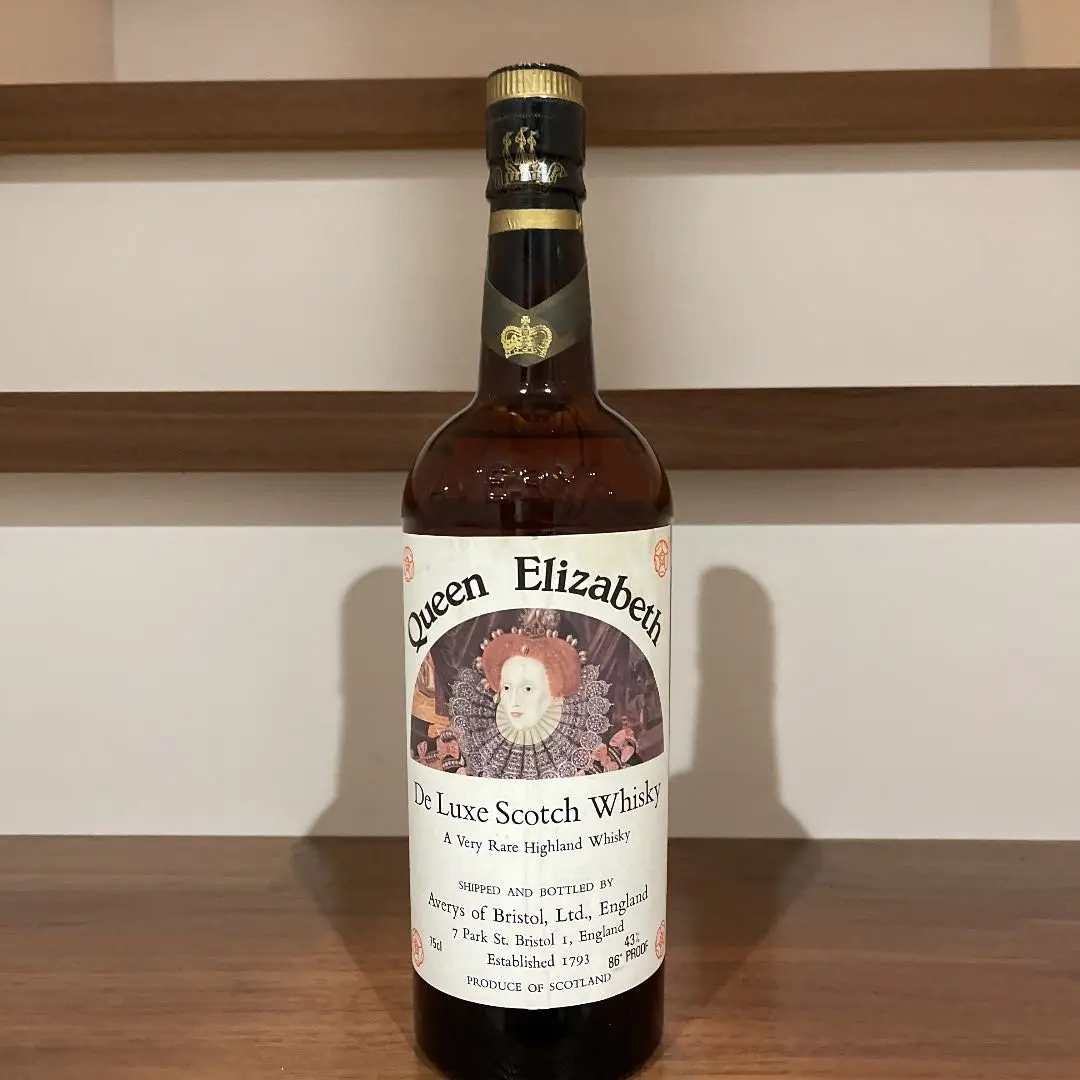 Queen Elizabeth
De Luxe Scotch Whisky
A Very Rare Highland Whisky
SHIPPED AND BOTTLED BY
Averys of Bristol, Ltd., England
7 Park St. Bristol 1, England
75cl
Established 1793
43%
86° PROOF
PRODUCE OF SCOTLAND